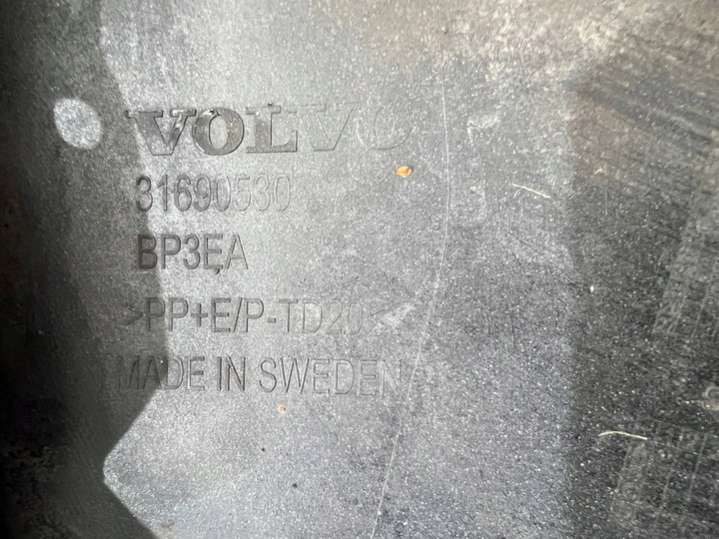 VOLVO
31690530
BP3EA
>PP+E/P-TD20<
MADE IN SWEDEN